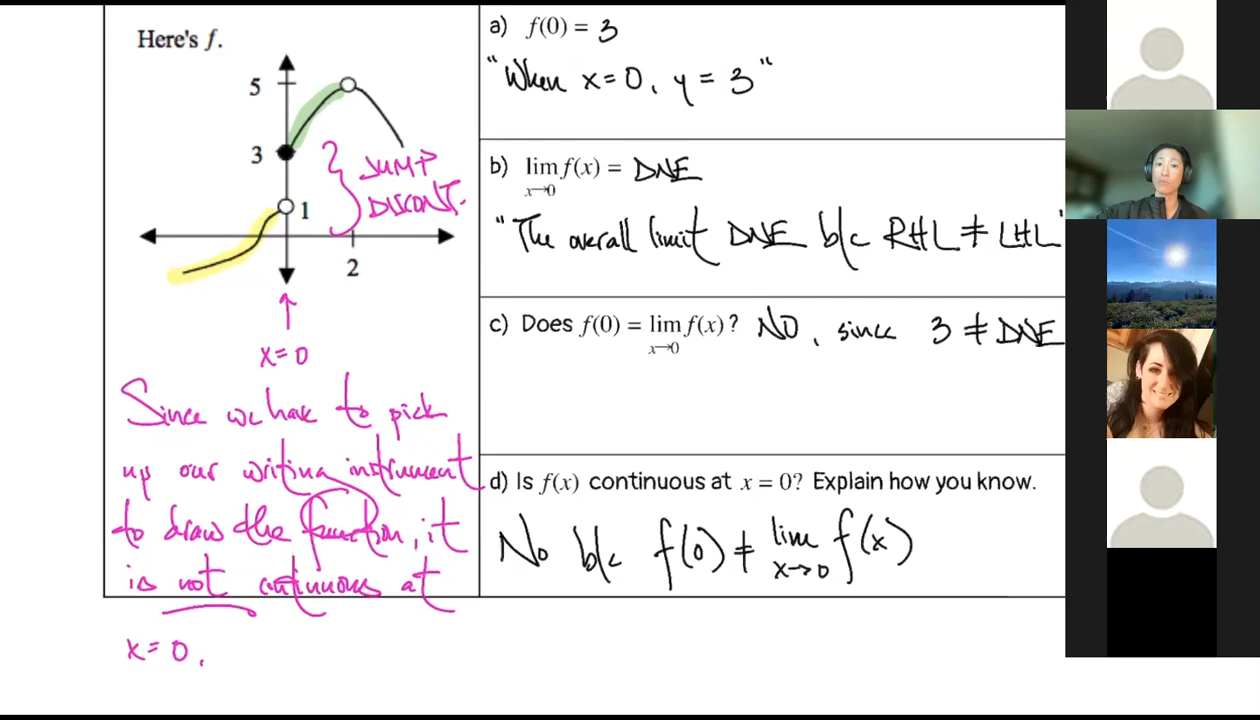 Here's f.
5
3
1
2
JUMP
DISCONT.
x=0
Since we have to pick
up our writing instrument
to draw the function, it
is not continuous at
x=0.
a) f(0) = 3
"When x=0, y = 3"
b) lim f(x) = DNE
x→0
"The overall limit DNE b/c RHL ≠ LHL"
c) Does f(0) = lim f(x)? NO, since 3 ≠ DNE
x→0
d) Is f(x) continuous at x = 0? Explain how you know.
No b/c f(0) ≠ lim f(x)
x→0